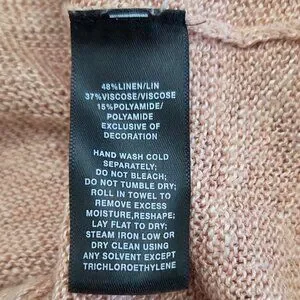 48%LINEN/LIN
37%VISCOSE/VISCOSE
15%POLYAMIDE/
POLYAMIDE
EXCLUSIVE OF
DECORATION
HAND WASH COLD
SEPARATELY;
DO NOT BLEACH;
DO NOT TUMBLE DRY;
ROLL IN TOWEL TO
REMOVE EXCESS
MOISTURE,RESHAPE;
LAY FLAT TO DRY;
STEAM IRON LOW OR
DRY CLEAN USING
ANY SOLVENT EXCEPT
TRICHLOROETHYLENE